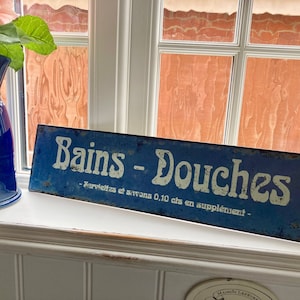 Bains - Douches
- Serviettes et savons 0,10 cts en supplément -